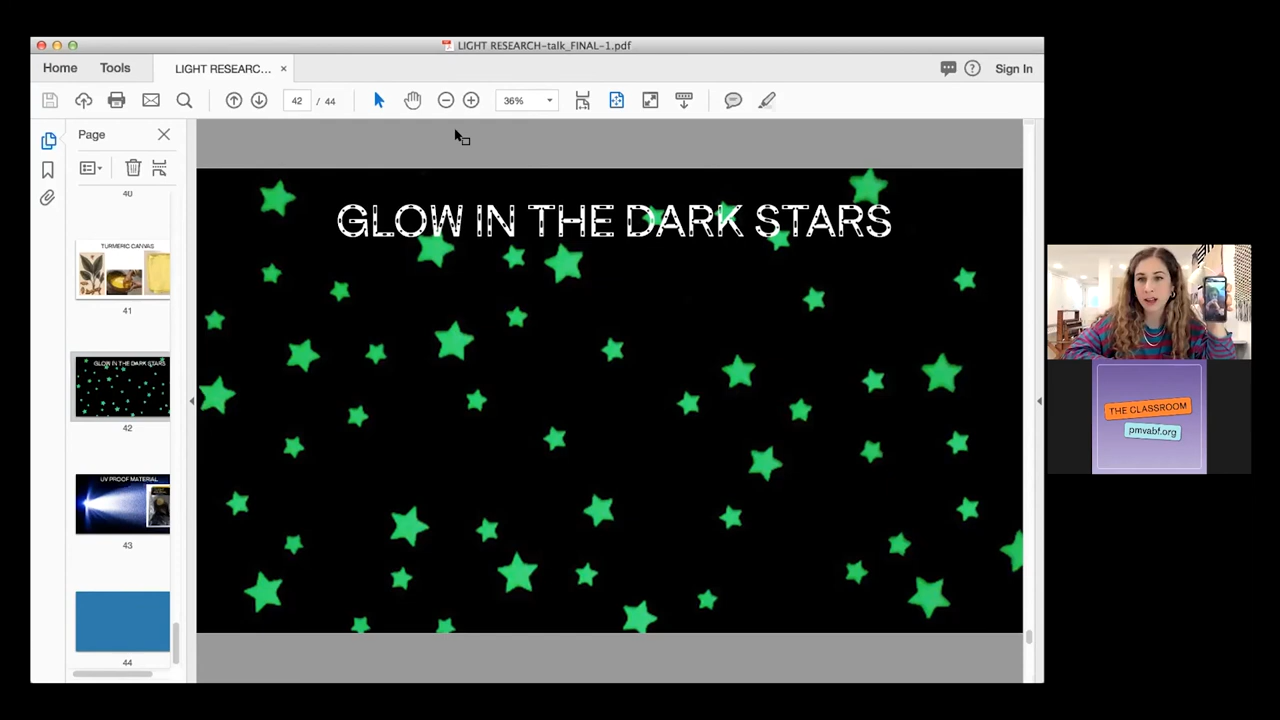 LIGHT RESEARCH-talk_FINAL-1.pdf
Home
Tools
LIGHT RESEARC...
Sign In
42 / 44
36%
Page
40
TURMERIC CANVAS
41
GLOW IN THE DARK STARS
42
UV PROOF MATERIAL
43
44
GLOW IN THE DARK STARS
THE CLASSROOM
pmvabf.org